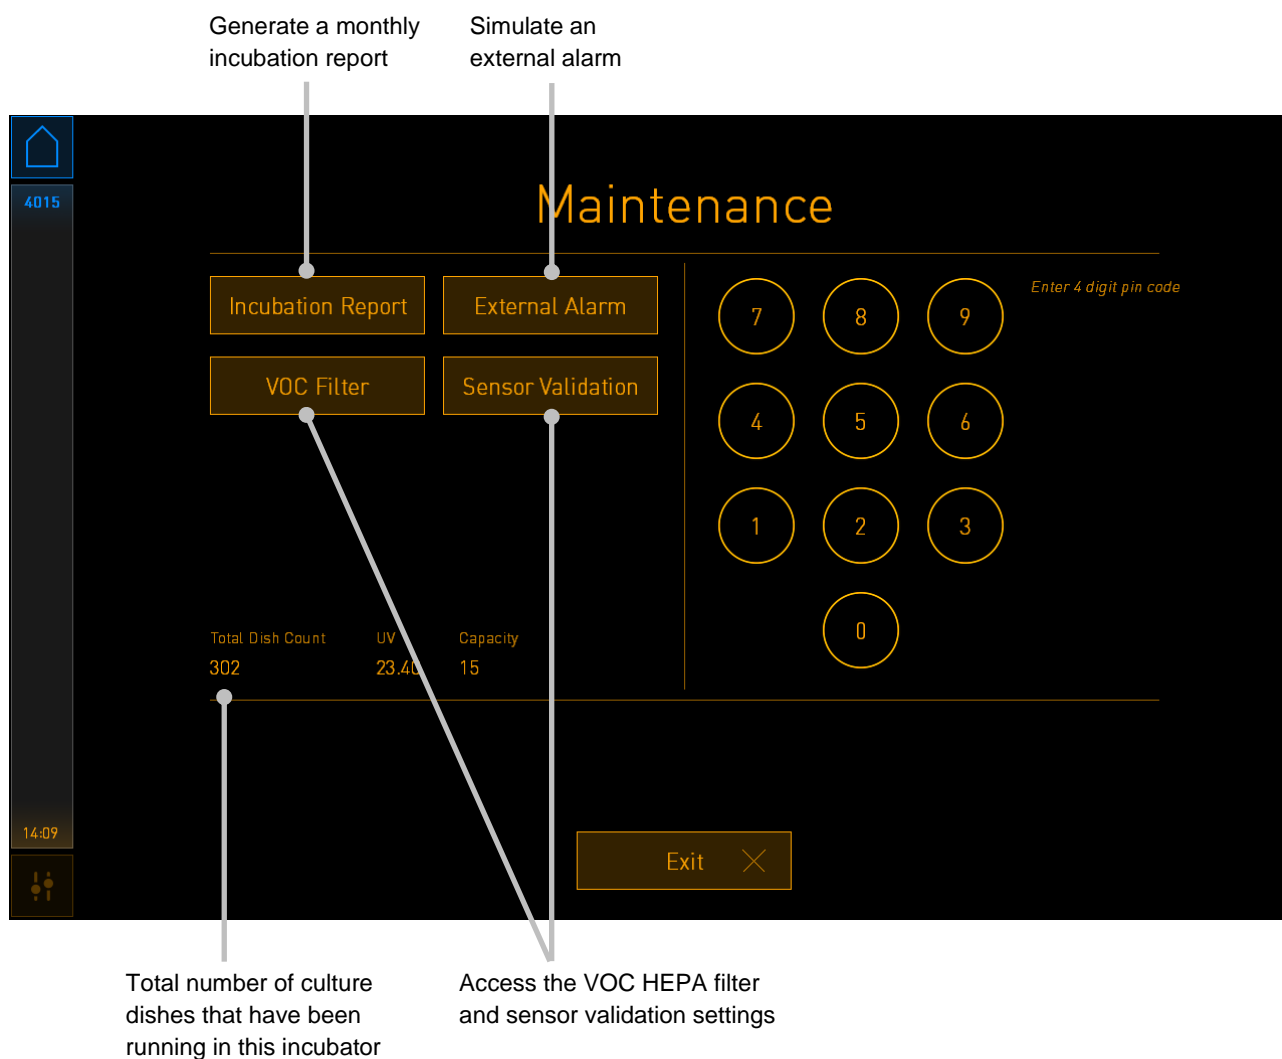 Generate a monthly
incubation report
Simulate an
external alarm
4015
Maintenance
Incubation Report
External Alarm
VOC Filter
Sensor Validation
7
8
9
Enter 4 digit pin code
4
5
6
1
2
3
0
Total Dish Count
UV
Capacity
302
23.40
15
14:09
Exit
Total number of culture
dishes that have been
running in this incubator
Access the VOC HEPA filter
and sensor validation settings